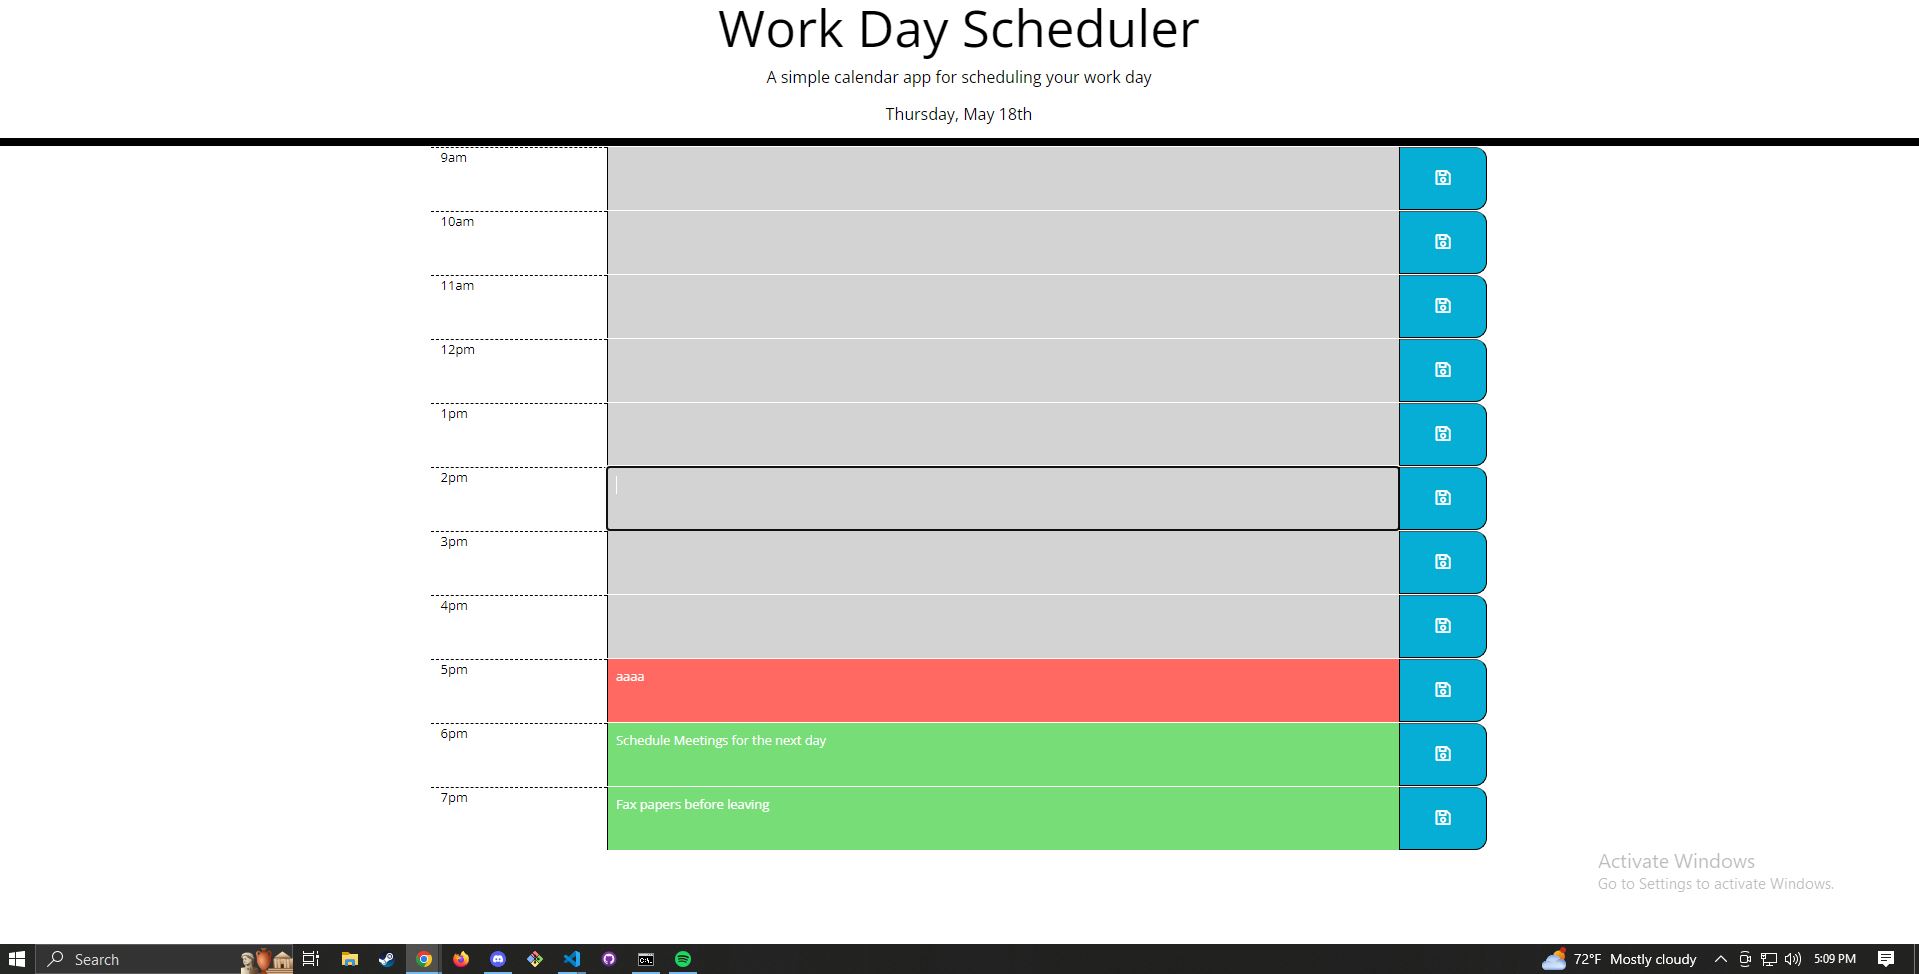 Work Day Scheduler
A simple calendar app for scheduling your work day
Thursday, May 18th
9am
10am
11am
12pm
1pm
2pm
3pm
4pm
5pm
aaaa
6pm
Schedule Meetings for the next day
7pm
Fax papers before leaving
Activate Windows
Go to Settings to activate Windows.
Search
72°F Mostly cloudy
5:09 PM